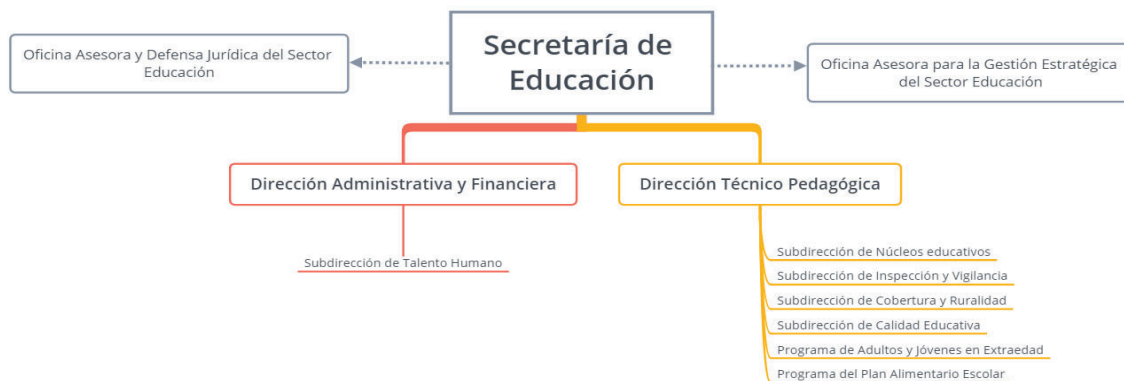 Secretaría de
Educación
Oficina Asesora y Defensa Jurídica del Sector
Educación
Oficina Asesora para la Gestión Estratégica
del Sector Educación
Dirección Administrativa y Financiera
Dirección Técnico Pedagógica
Subdirección de Talento Humano
Subdirección de Núcleos educativos
Subdirección de Inspección y Vigilancia
Subdirección de Cobertura y Ruralidad
Subdirección de Calidad Educativa
Programa de Adultos y Jóvenes en Extraedad
Programa del Plan Alimentario Escolar